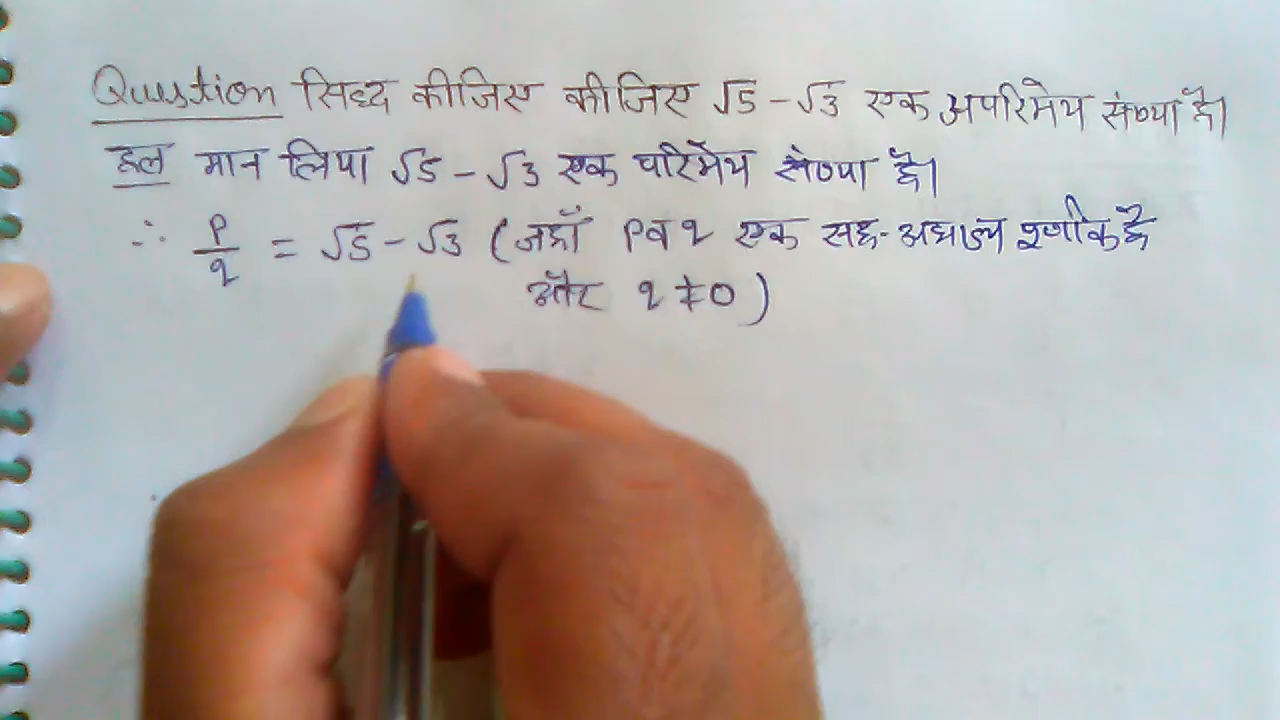 Question सिध्द कीजिए कीजिए √5 - √3 एक अपरिमेय संख्या है।
हल मान लिया √5 - √3 एक परिमेय संख्या है।
∴ p/q = √5 - √3 (जहाँ p व q एक सह-अभाज्य पूर्णांक है
और q ≠ 0)